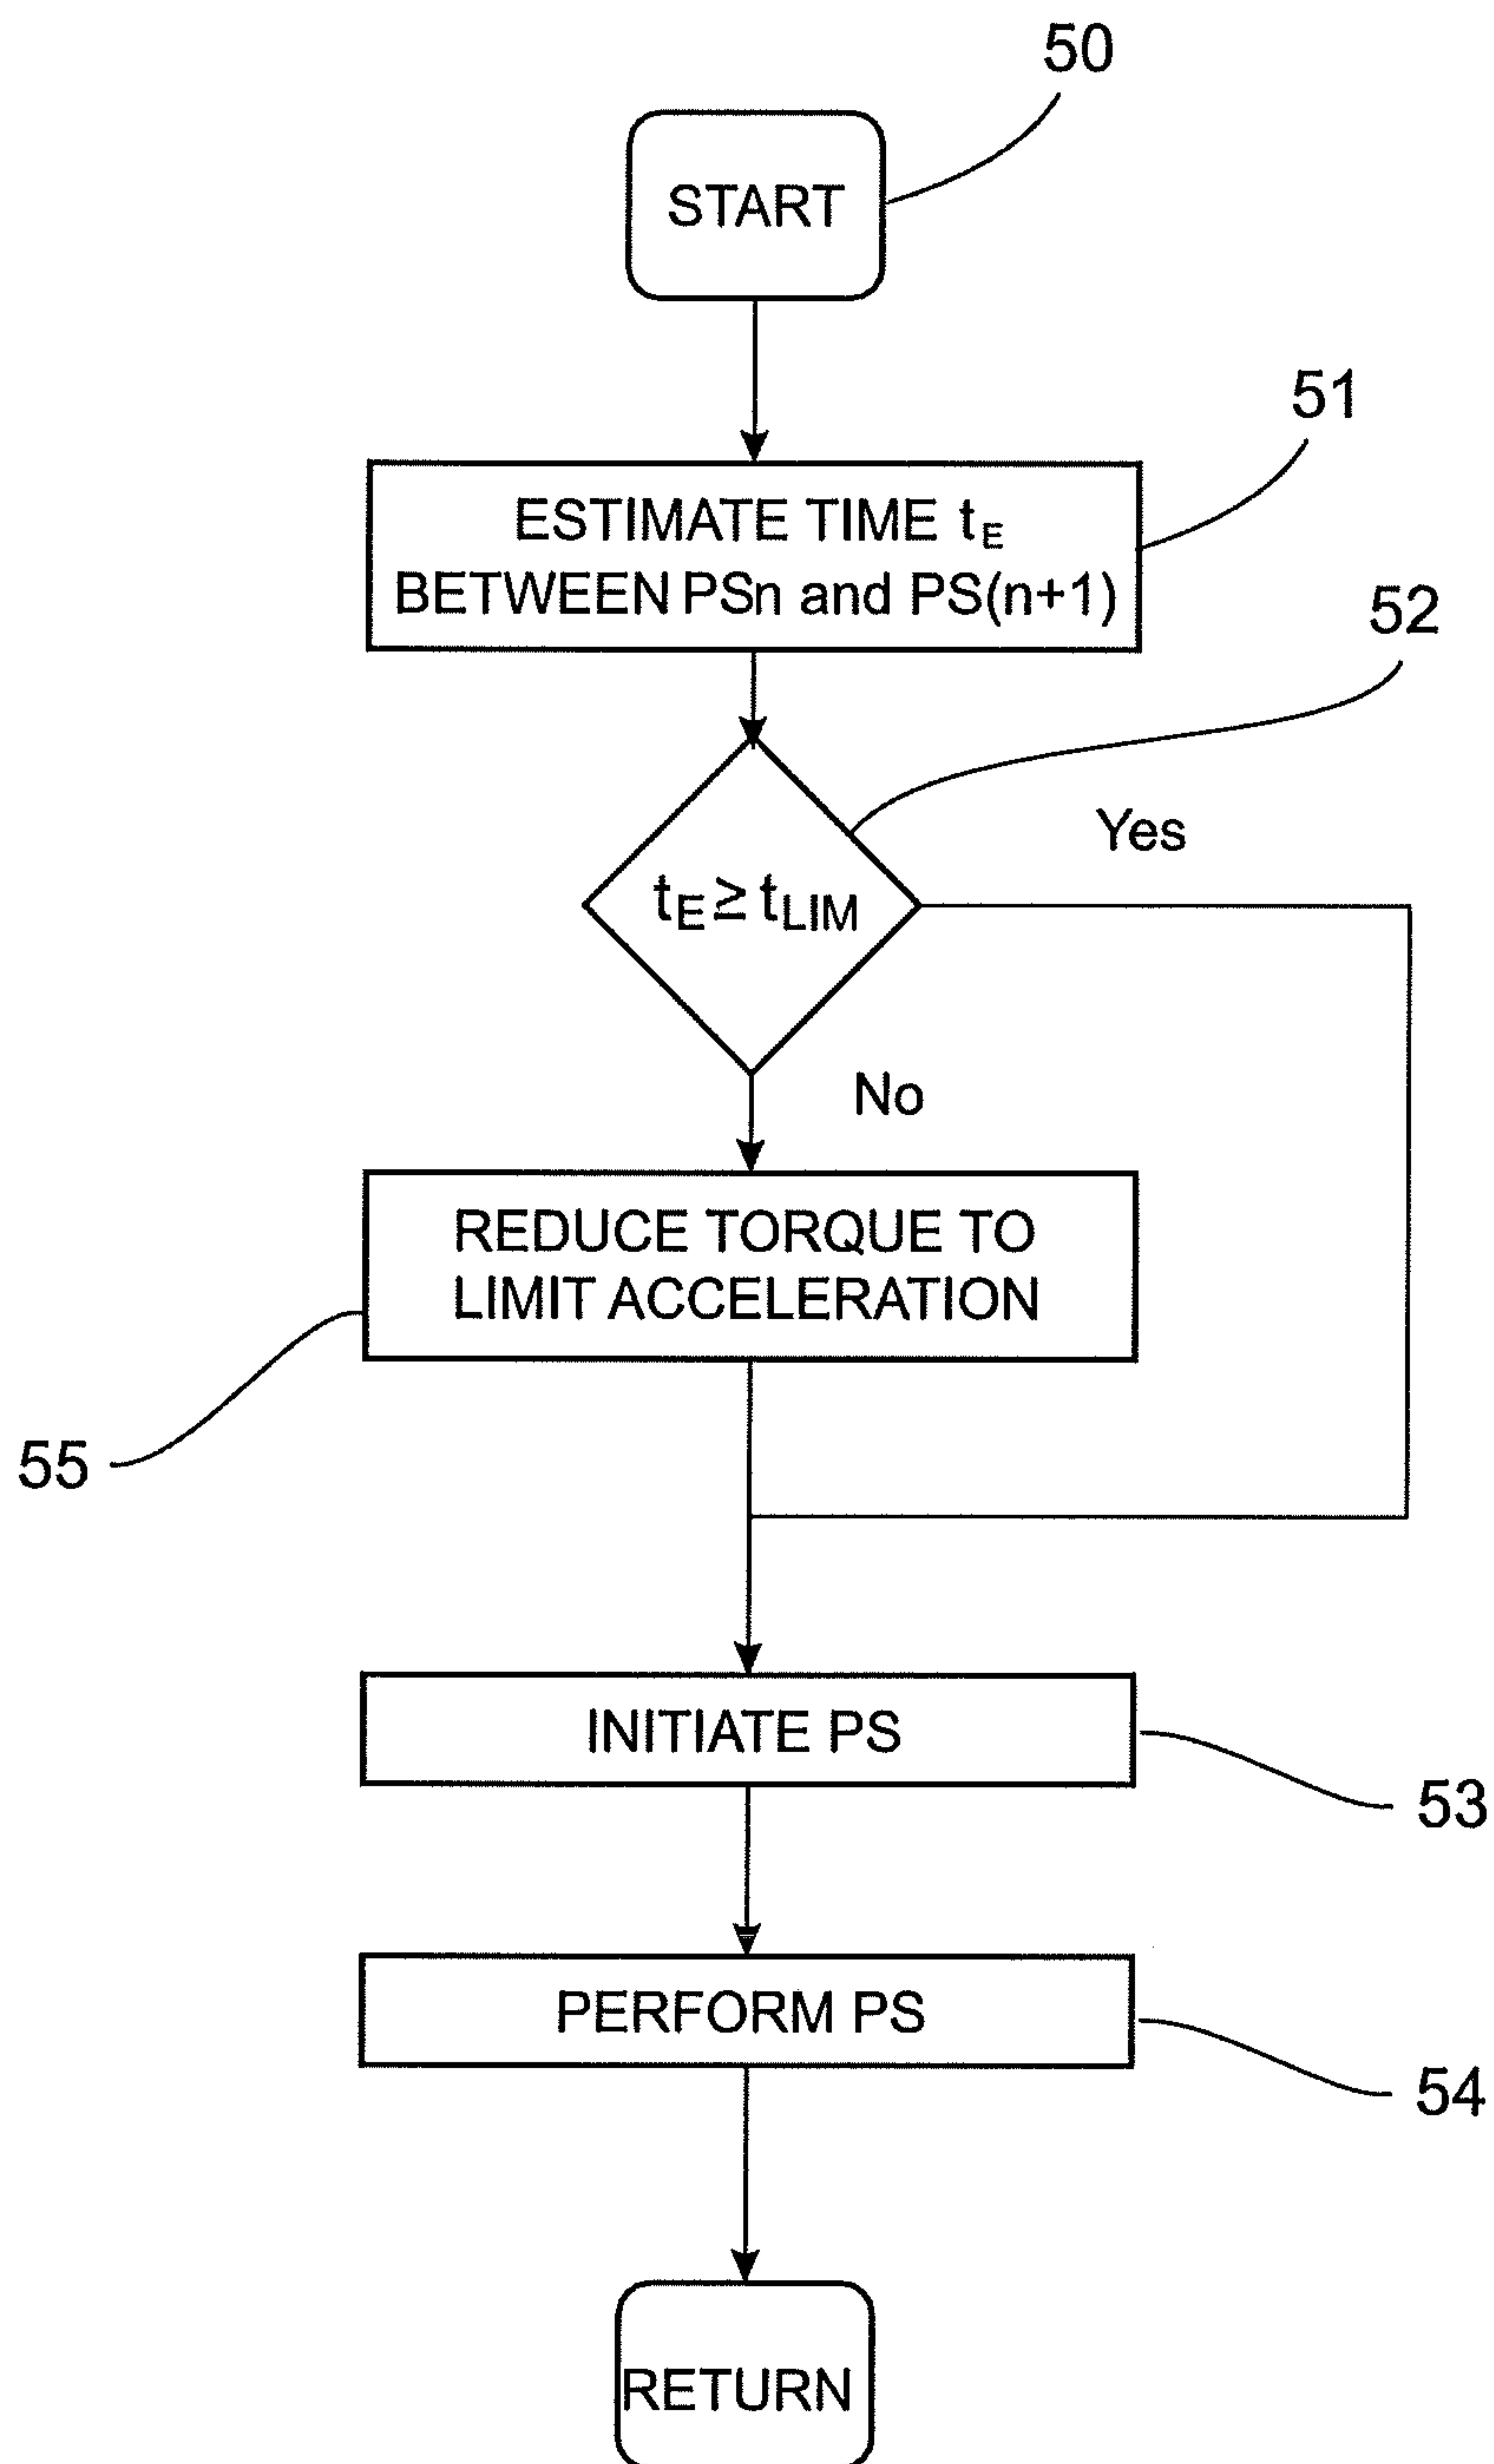 50
START
51
ESTIMATE TIME tE
BETWEEN PSn and PS(n+1)
52
Yes
tE ≥ tLIM
No
REDUCE TORQUE TO
LIMIT ACCELERATION
55
INITIATE PS
53
PERFORM PS
54
RETURN